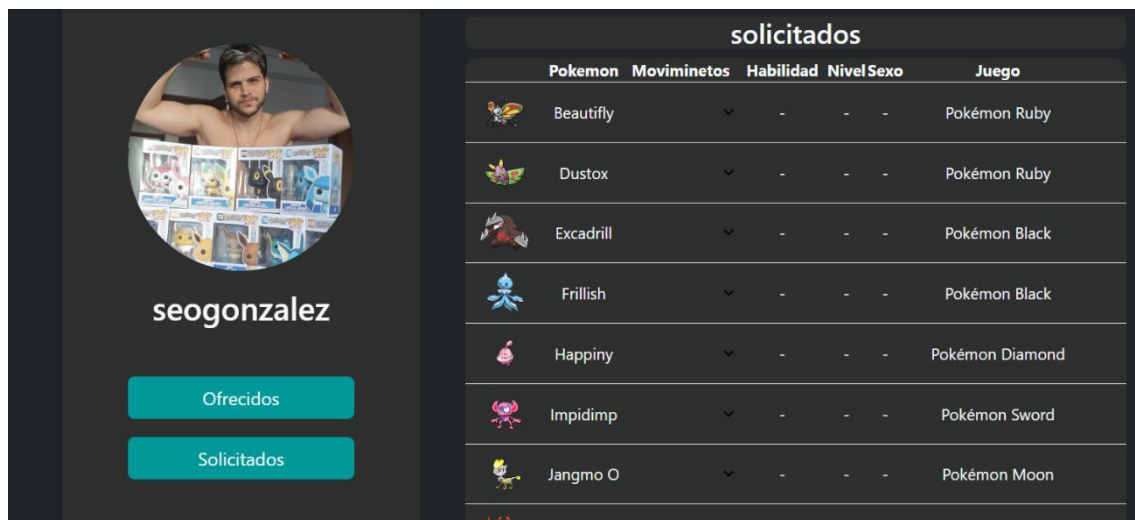 seogonzalez
Ofrecidos
Solicitados
solicitados
Pokemon Moviminetos Habilidad Nivel Sexo Juego
Beautifly - - - Pokémon Ruby
Dustox - - - Pokémon Ruby
Excadrill - - - Pokémon Black
Frillish - - - Pokémon Black
Happiny - - - Pokémon Diamond
Impidimp - - - Pokémon Sword
Jangmo O - - - Pokémon Moon